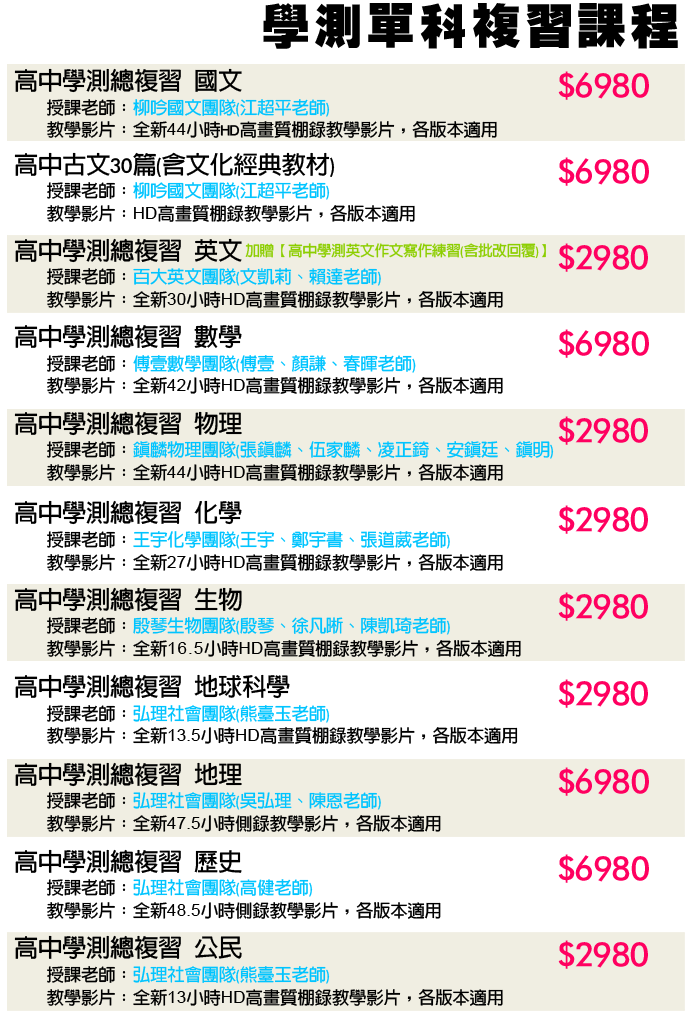 學測單科複習課程
高中學測總複習 國文
$6980
授課老師：柳吟國文團隊(江超平老師)
教學影片：全新44小時HD高畫質棚錄教學影片，各版本適用
高中古文30篇(含文化經典教材)
$6980
授課老師：柳吟國文團隊(江超平老師)
教學影片：HD高畫質棚錄教學影片，各版本適用
高中學測總複習 英文 加贈【高中學測英文作文寫作練習(含批改回覆)】
$2980
授課老師：百大英文團隊(文凱莉、賴達老師)
教學影片：全新30小時HD高畫質棚錄教學影片，各版本適用
高中學測總複習 數學
$6980
授課老師：傅壹數學團隊(傅壹、顏謙、春暉老師)
教學影片：全新42小時HD高畫質棚錄教學影片，各版本適用
高中學測總複習 物理
$2980
授課老師：鎮麟物理團隊(張鎮麟、伍家麟、凌正錡、安鎮廷、鎮明)
教學影片：全新44小時HD高畫質棚錄教學影片，各版本適用
高中學測總複習 化學
$2980
授課老師：王宇化學團隊(王宇、鄭宇書、張道葳老師)
教學影片：全新27小時HD高畫質棚錄教學影片，各版本適用
高中學測總複習 生物
$2980
授課老師：殷琴生物團隊(殷琴、徐凡晰、陳凱琦老師)
教學影片：全新16.5小時HD高畫質棚錄教學影片，各版本適用
高中學測總複習 地球科學
$2980
授課老師：弘理社會團隊(熊臺玉老師)
教學影片：全新13.5小時HD高畫質棚錄教學影片，各版本適用
高中學測總複習 地理
$6980
授課老師：弘理社會團隊(吳弘理、陳恩老師)
教學影片：全新47.5小時側錄教學影片，各版本適用
高中學測總複習 歷史
$6980
授課老師：弘理社會團隊(高健老師)
教學影片：全新48.5小時側錄教學影片，各版本適用
高中學測總複習 公民
$2980
授課老師：弘理社會團隊(熊臺玉老師)
教學影片：全新13小時HD高畫質棚錄教學影片，各版本適用